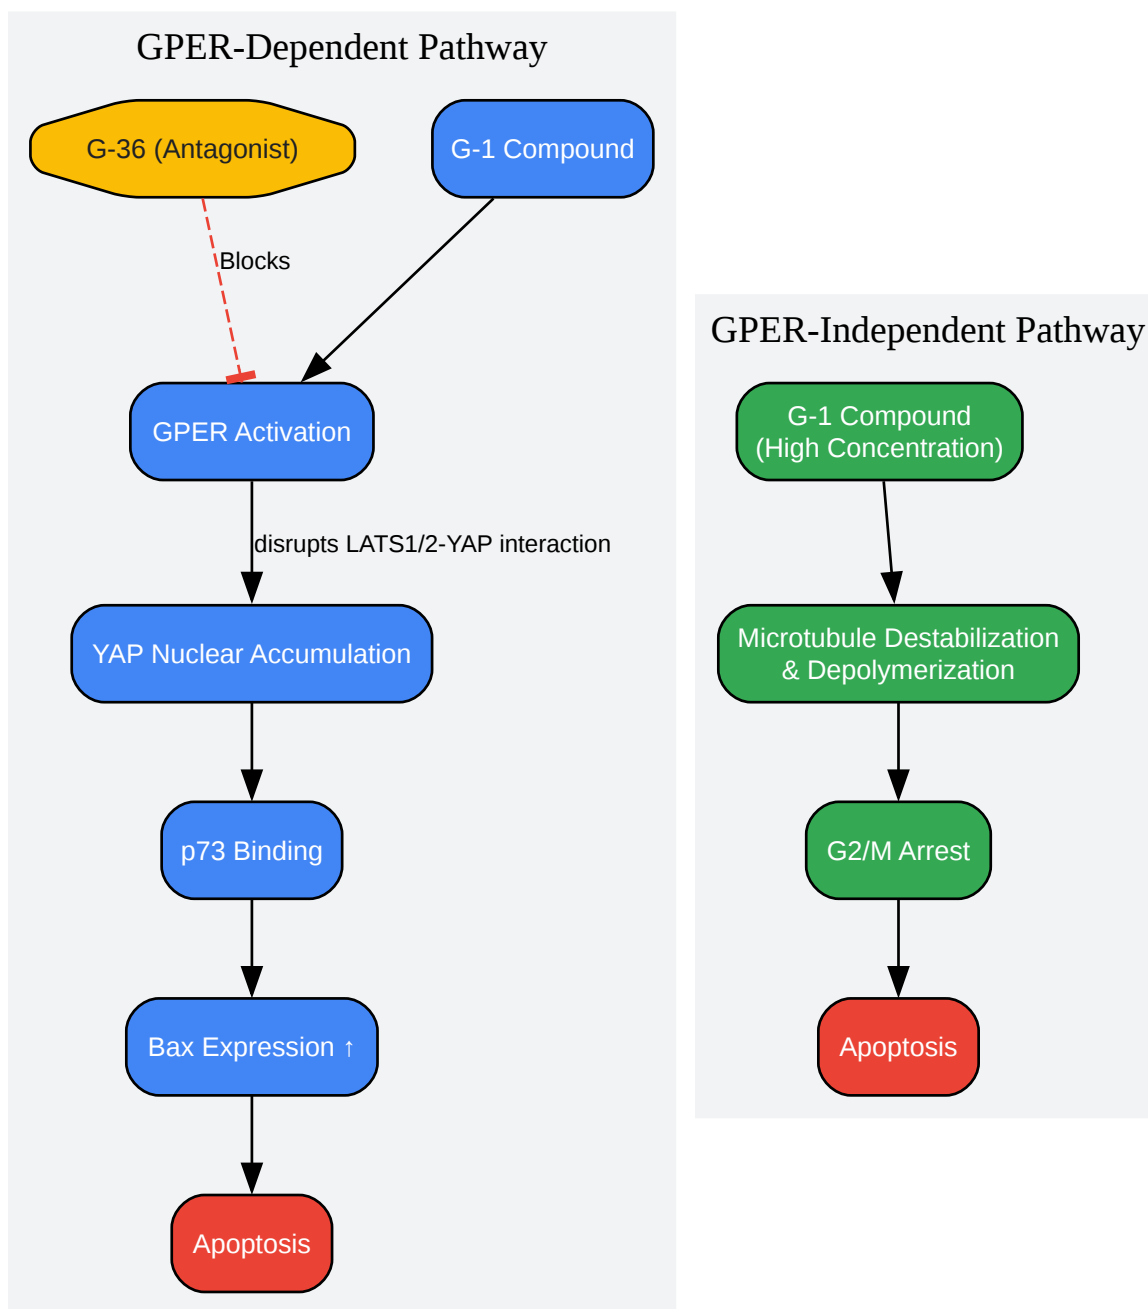 GPER-Dependent Pathway
G-36 (Antagonist)
G-1 Compound
Blocks
GPER Activation
disrupts LATS1/2-YAP interaction
YAP Nuclear Accumulation
p73 Binding
Bax Expression ↑
Apoptosis
GPER-Independent Pathway
G-1 Compound
(High Concentration)
Microtubule Destabilization
& Depolymerization
G2/M Arrest
Apoptosis